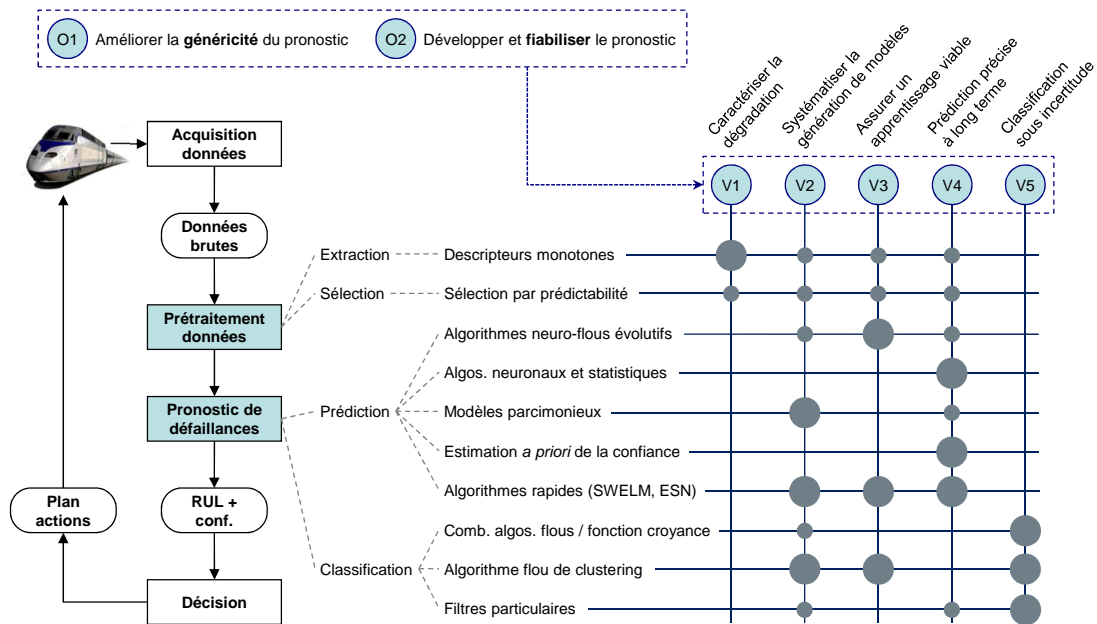 O1 Améliorer la généricité du pronostic
O2 Développer et fiabiliser le pronostic
Caractériser la
dégradation
Systématiser la
génération de modèles
Assurer un
apprentissage viable
Prédiction précise
à long terme
Classification
sous incertitude
V1
V2
V3
V4
V5
Acquisition
données
Données
brutes
Prétraitement
données
Pronostic de
défaillances
RUL +
conf.
Décision
Plan
actions
Extraction
Descripteurs monotones
Sélection
Sélection par prédictabilité
Prédiction
Algorithmes neuro-flous évolutifs
Algos. neuronaux et statistiques
Modèles parcimonieux
Estimation a priori de la confiance
Algorithmes rapides (SWELM, ESN)
Classification
Comb. algos. flous / fonction croyance
Algorithme flou de clustering
Filtres particulaires